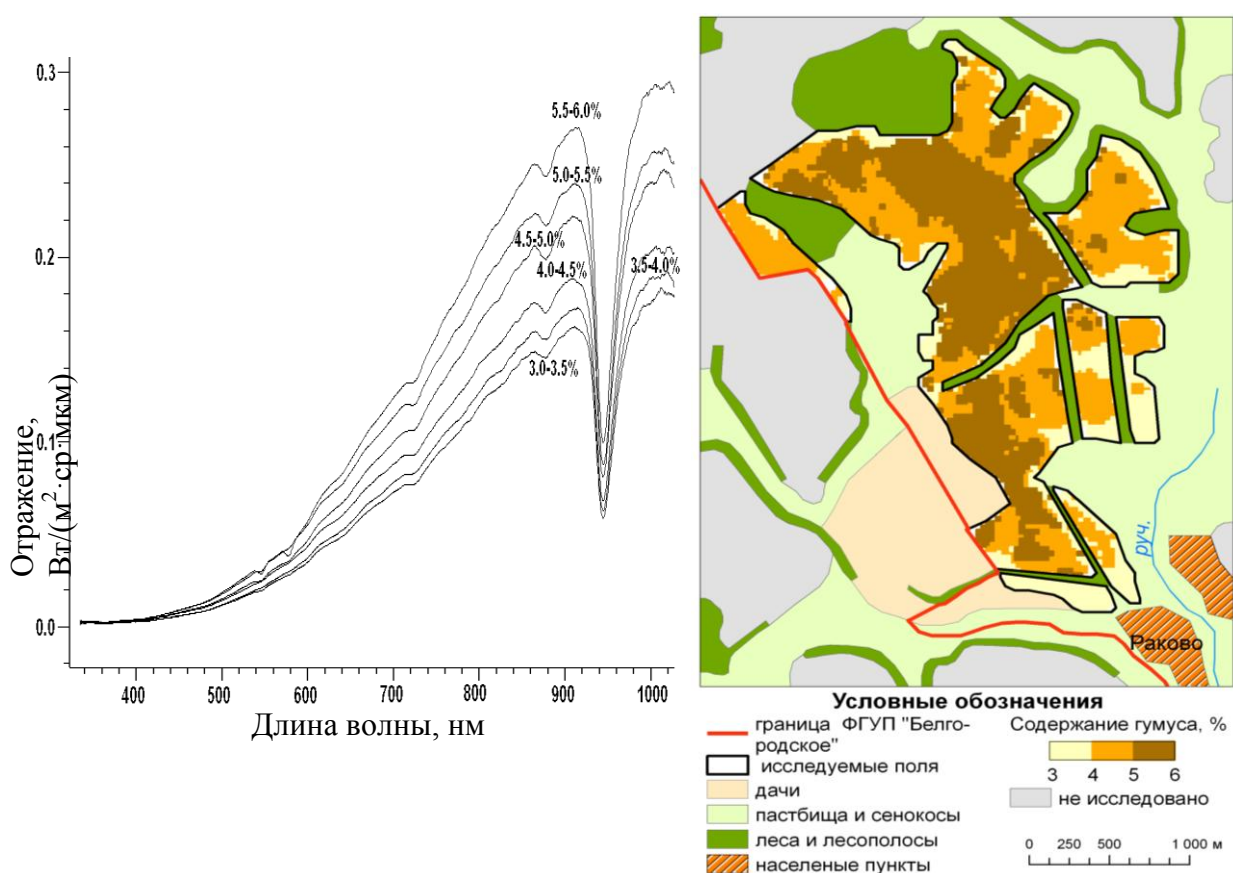 Отражение,
Вт/(м² ср·мкм)
0.3
0.2
0.1
0.0
5.5-6.0%
5.0-5.5%
4.5-5.0%
4.0-4.5%
3.5-4.0%
3.0-3.5%
400 500 600 700 800 900 1000
Длина волны, нм
руч.
Раково
Условные обозначения
граница ФГУП "Белго-
родское"
исследуемые поля
дачи
пастбища и сенокосы
леса и лесополосы
населеные пункты
Содержание гумуса, %
3 4 5 6
не исследовано
0 250 500 1 000 м